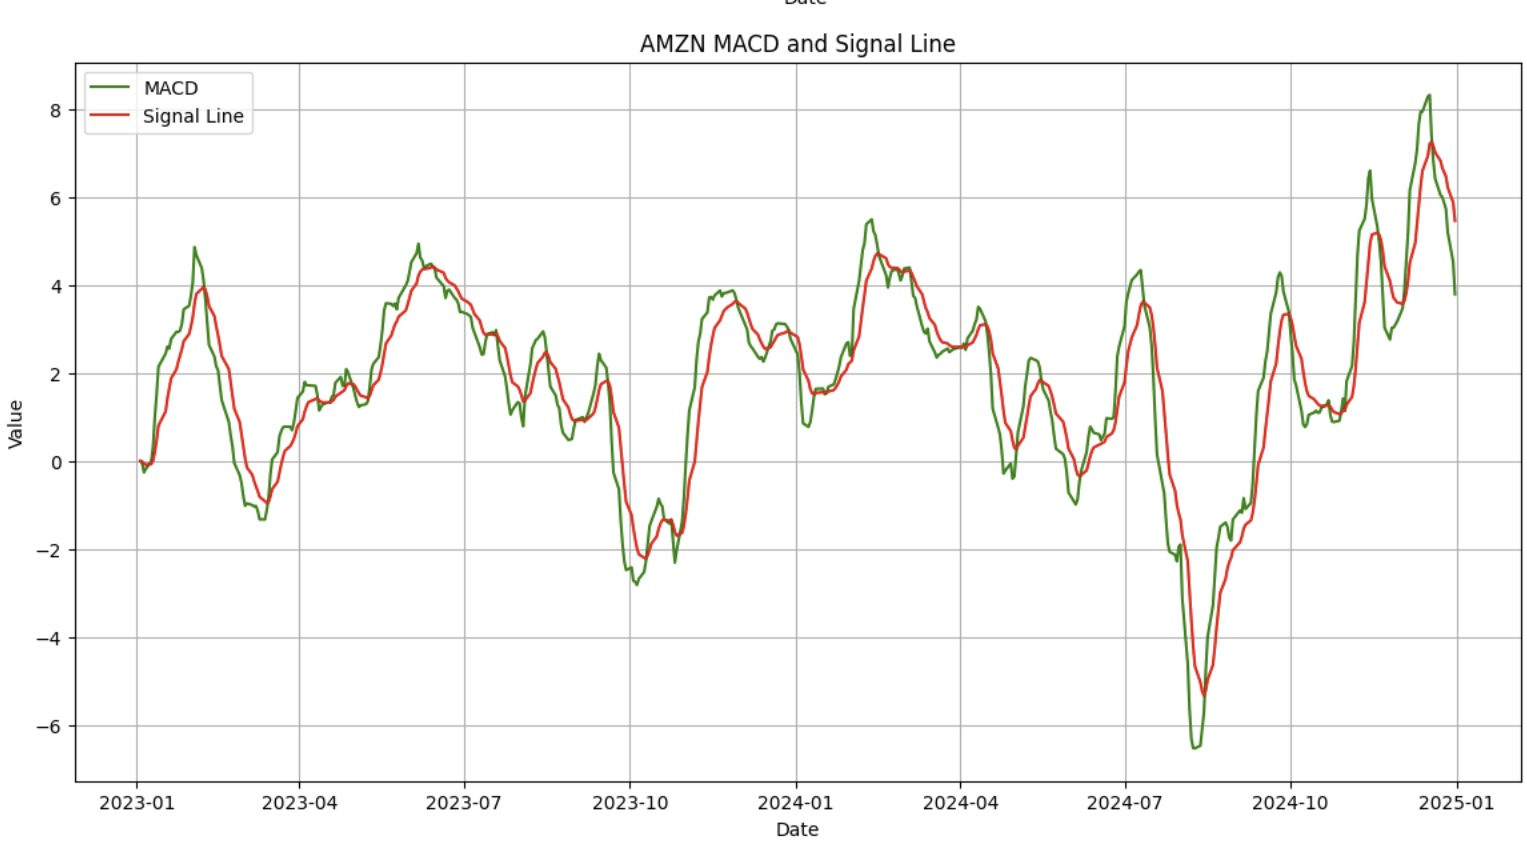 Date
AMZN MACD and Signal Line
MACD
Signal Line
8
6
4
2
0
−2
−4
−6
Value
2023-01 2023-04 2023-07 2023-10 2024-01 2024-04 2024-07 2024-10 2025-01
Date